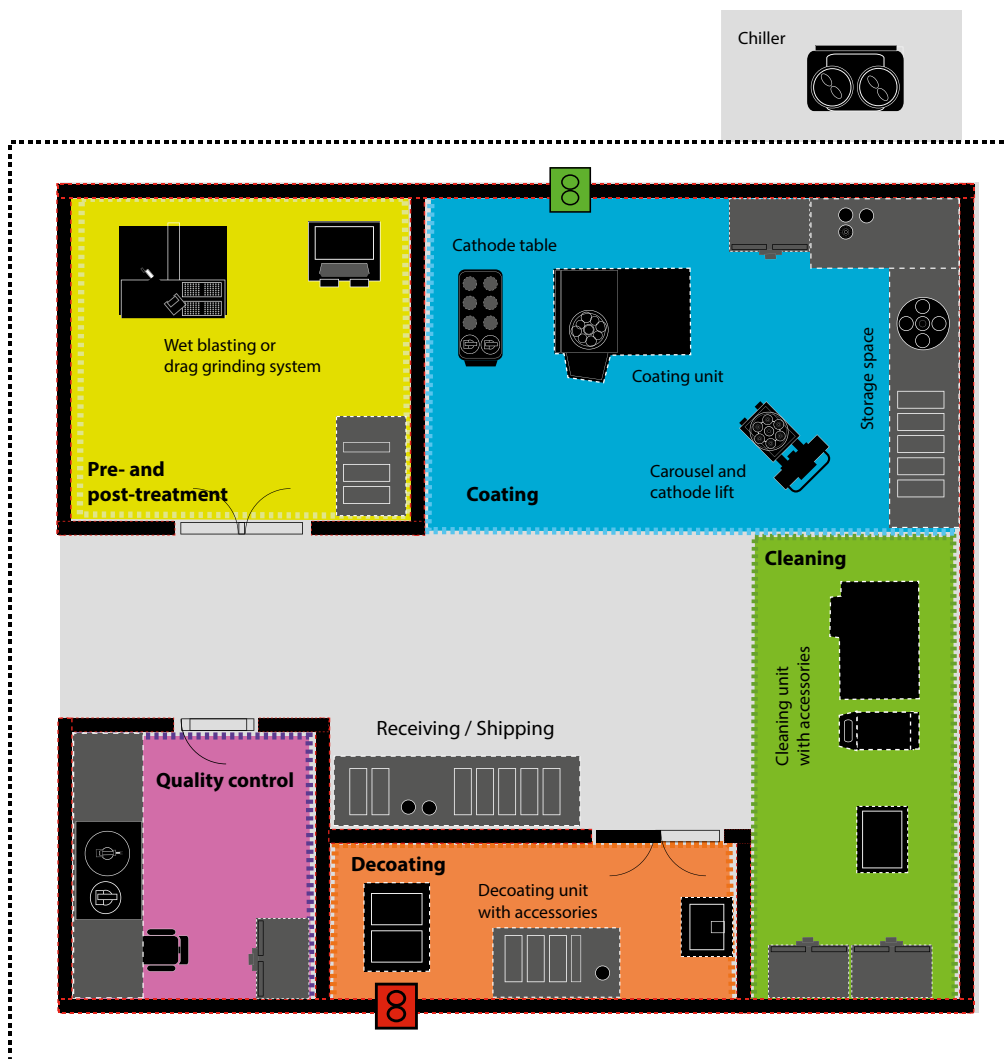 Chiller
Cathode table
Wet blasting or
drag grinding system
Coating unit
Storage space
Pre- and
post-treatment
Coating
Carousel and
cathode lift
Cleaning
Cleaning unit
with accessories
Receiving / Shipping
Quality control
Decoating
Decoating unit
with accessories